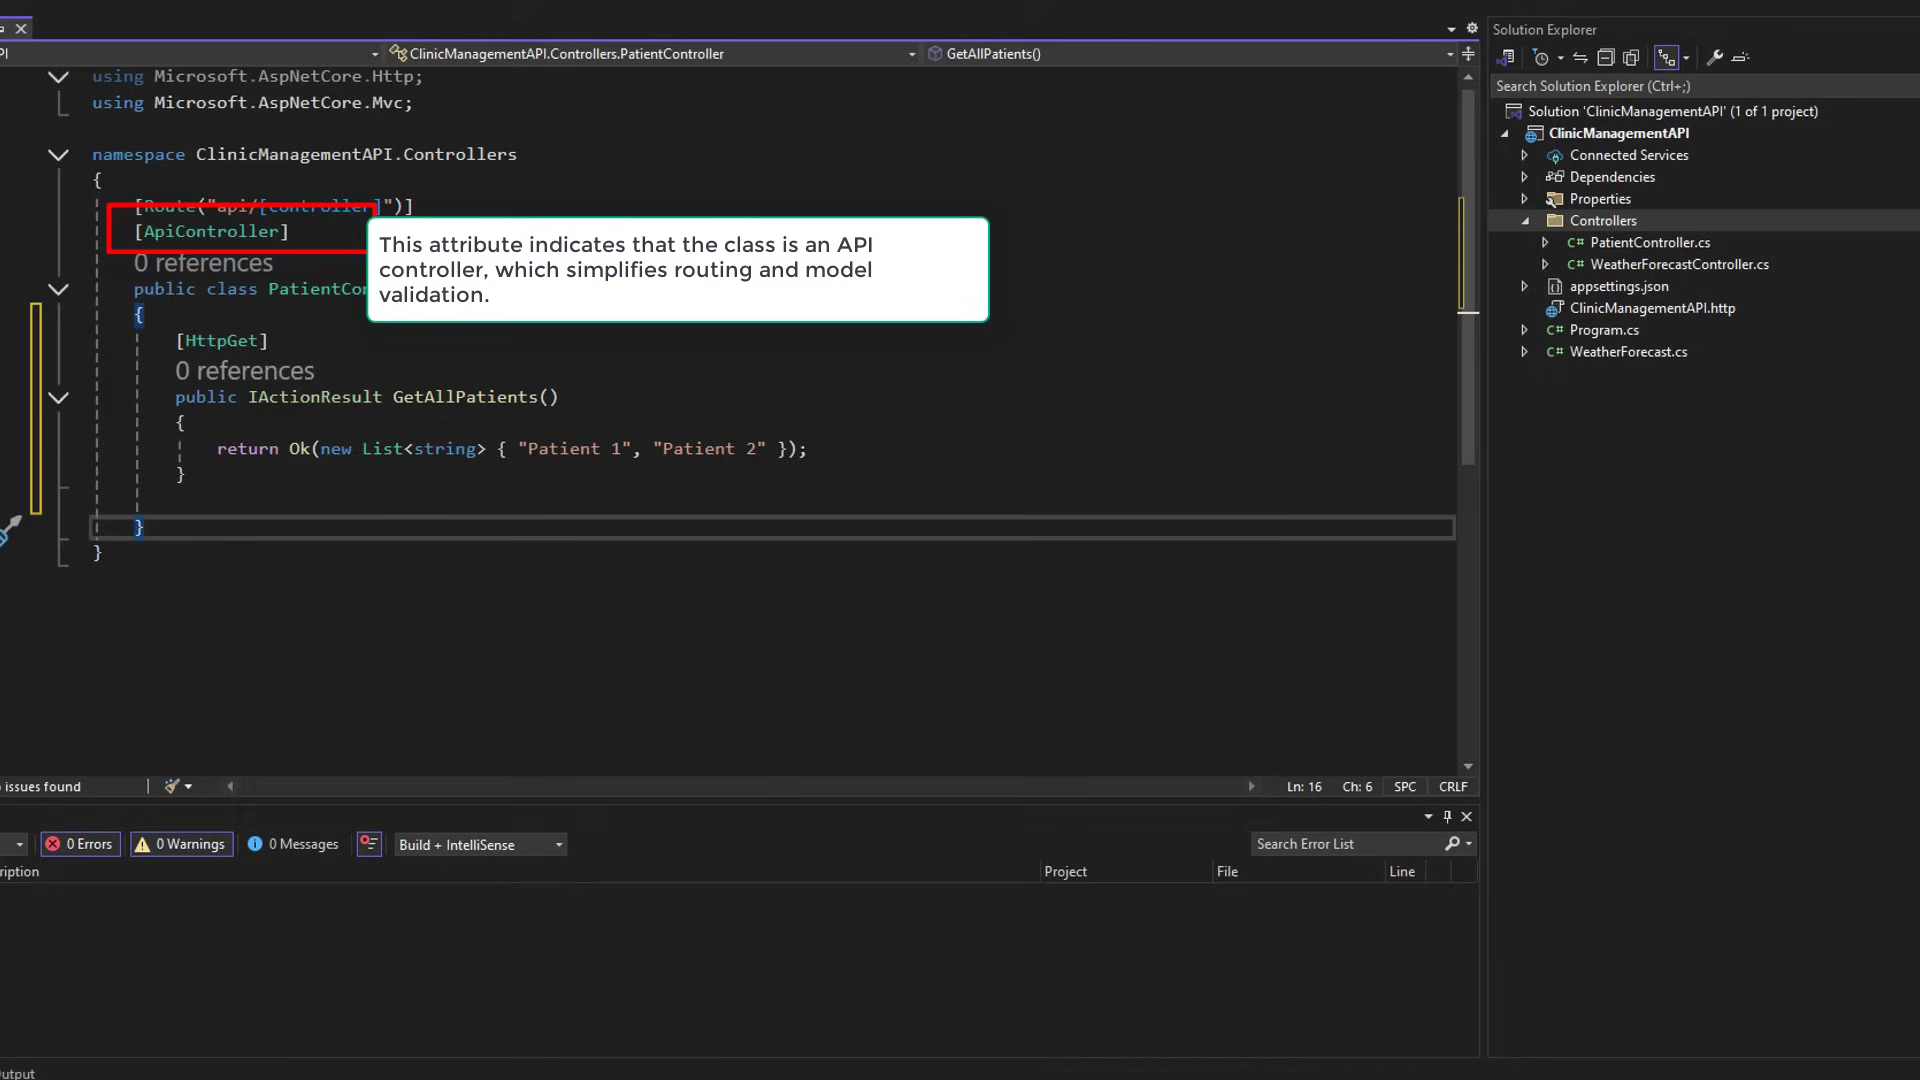 Solution Explorer
PI
ClinicManagementAPI.Controllers.PatientController
GetAllPatients()
using Microsoft.AspNetCore.Http;
using Microsoft.AspNetCore.Mvc;
Search Solution Explorer (Ctrl+;)
Solution 'ClinicManagementAPI' (1 of 1 project)
ClinicManagementAPI
Connected Services
Dependencies
Properties
Controllers
PatientController.cs
WeatherForecastController.cs
appsettings.json
ClinicManagementAPI.http
Program.cs
WeatherForecast.cs
namespace ClinicManagementAPI.Controllers
{
[Route("api/[controller]")]
[ApiController]
This attribute indicates that the class is an API
controller, which simplifies routing and model
validation.
0 references
public class PatientCon
{
[HttpGet]
0 references
public IActionResult GetAllPatients()
{
return Ok(new List<string> { "Patient 1", "Patient 2" });
}
}
}
issues found
Ln: 16 Ch: 6 SPC CRLF
0 Errors 0 Warnings 0 Messages Build + IntelliSense Search Error List
ription Project File Line
utput